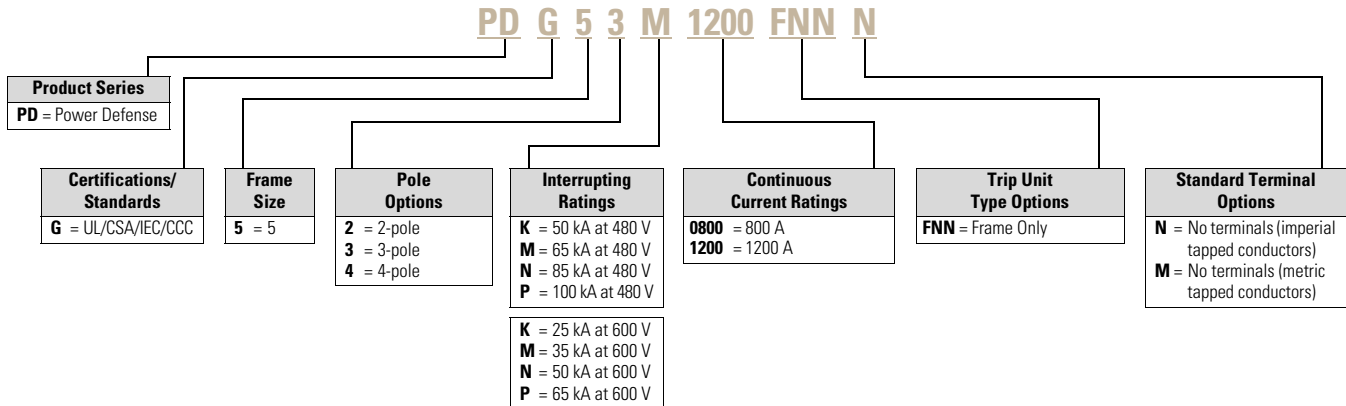 PD G 5 3 M 1200 FNN N
Product Series
PD = Power Defense
Certifications/
Standards
G = UL/CSA/IEC/CCC
Frame
Size
5 = 5
Pole
Options
2 = 2-pole
3 = 3-pole
4 = 4-pole
Interrupting
Ratings
K = 50 kA at 480 V
M = 65 kA at 480 V
N = 85 kA at 480 V
P = 100 kA at 480 V
K = 25 kA at 600 V
M = 35 kA at 600 V
N = 50 kA at 600 V
P = 65 kA at 600 V
Continuous
Current Ratings
0800 = 800 A
1200 = 1200 A
Trip Unit
Type Options
FNN = Frame Only
Standard Terminal
Options
N = No terminals (imperial
tapped conductors)
M = No terminals (metric
tapped conductors)